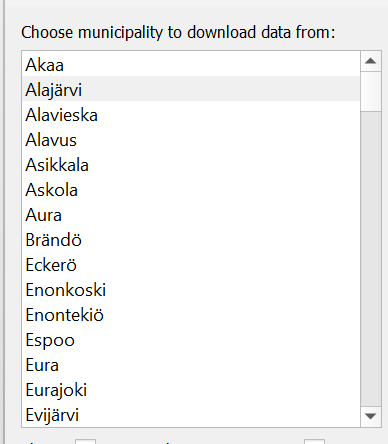 Choose municipality to download data from:
Akaa
Alajärvi
Alavieska
Alavus
Asikkala
Askola
Aura
Brändö
Eckerö
Enonkoski
Enontekiö
Espoo
Eura
Eurajoki
Evijärvi